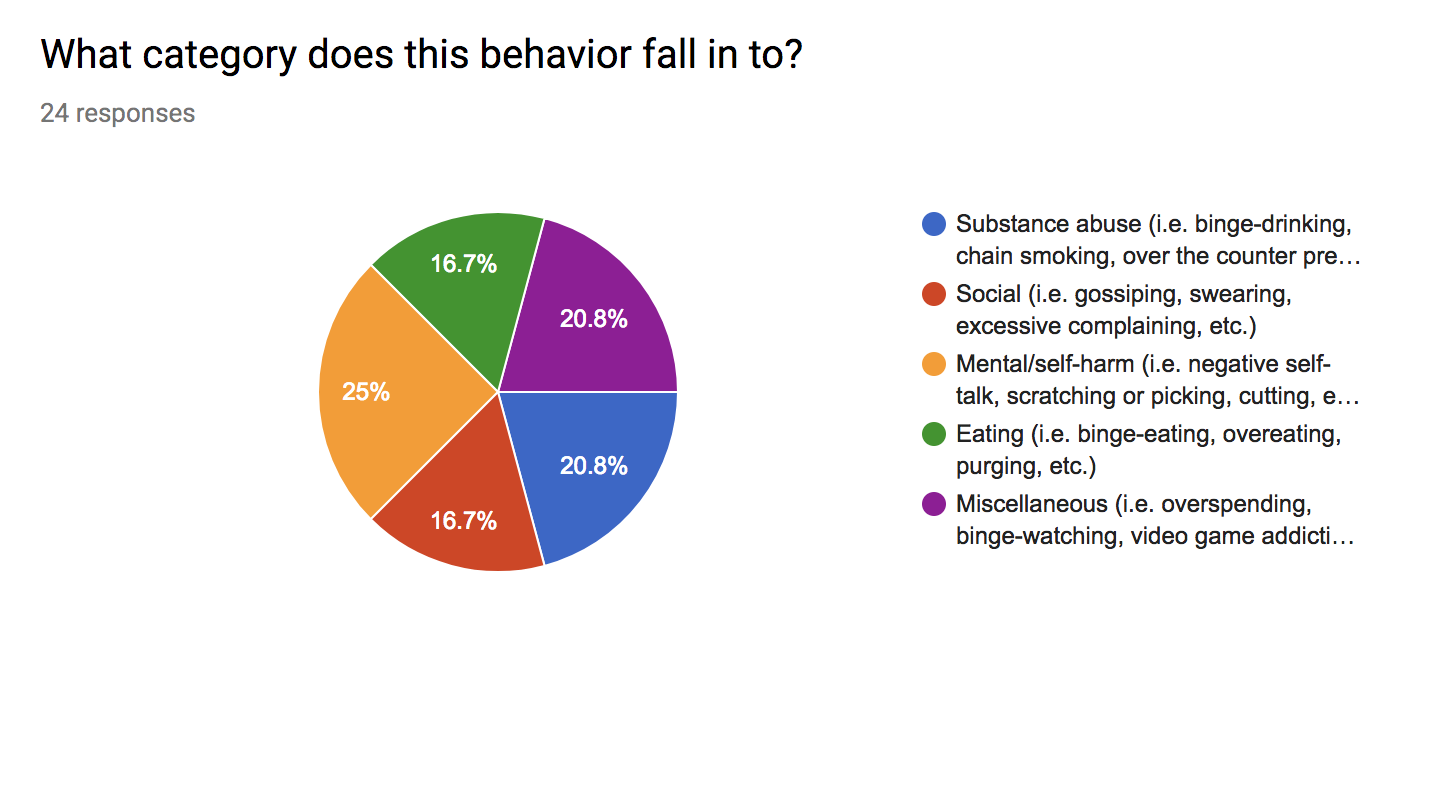 What category does this behavior fall in to?
24 responses
16.7%
20.8%
25%
20.8%
16.7%
Substance abuse (i.e. binge-drinking,
chain smoking, over the counter pre…
Social (i.e. gossiping, swearing,
excessive complaining, etc.)
Mental/self-harm (i.e. negative self-
talk, scratching or picking, cutting, e…
Eating (i.e. binge-eating, overeating,
purging, etc.)
Miscellaneous (i.e. overspending,
binge-watching, video game addicti…